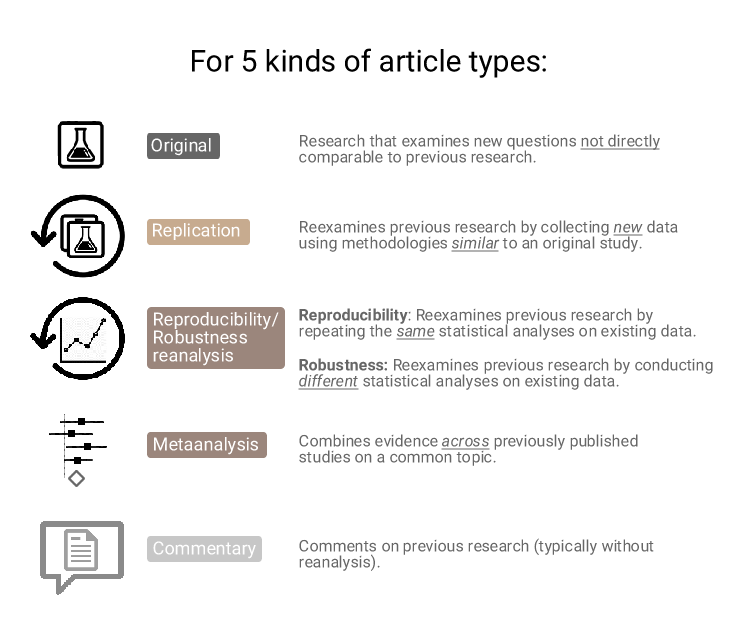 For 5 kinds of article types:
Original
Research that examines new questions not directly
comparable to previous research.
Replication
Reexamines previous research by collecting new data
using methodologies similar to an original study.
Reproducibility/
Robustness
reanalysis
Reproducibility: Reexamines previous research by
repeating the same statistical analyses on existing data.
Robustness: Reexamines previous research by conducting
different statistical analyses on existing data.
Metaanalysis
Combines evidence across previously published
studies on a common topic.
Commentary
Comments on previous research (typically without
reanalysis).